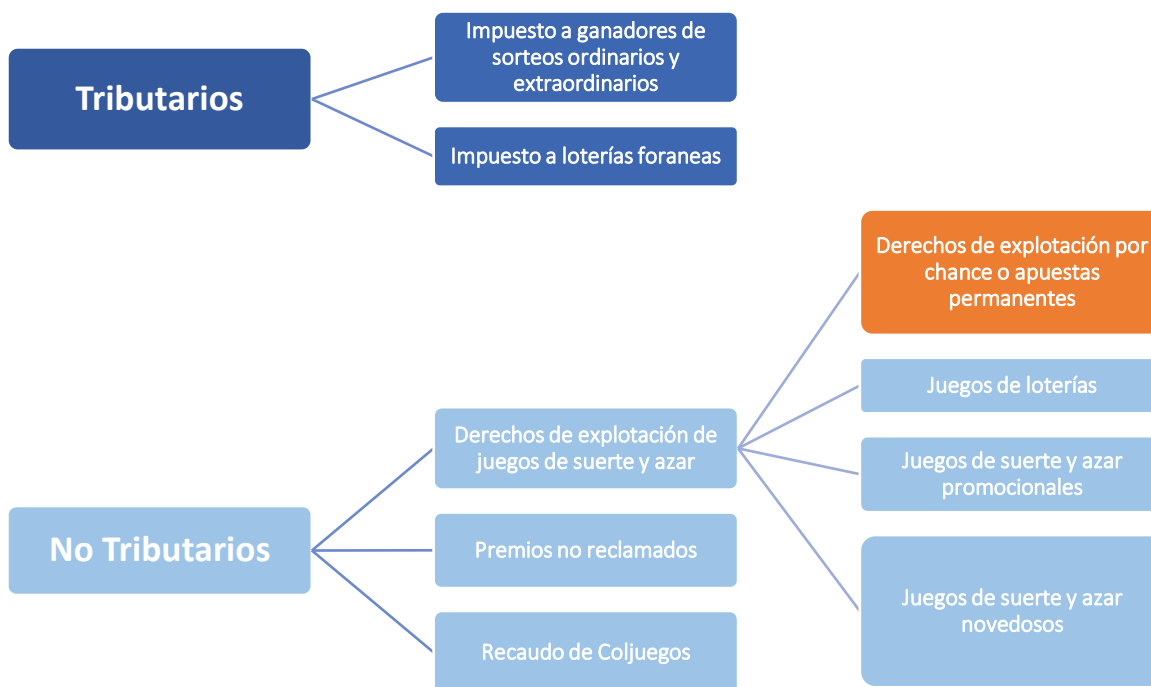 Tributarios
Impuesto a ganadores de
sorteos ordinarios y
extraordinarios
Impuesto a loterías foraneas
No Tributarios
Derechos de explotación de
juegos de suerte y azar
Premios no reclamados
Recaudo de Coljuegos
Derechos de explotación por
chance o apuestas
permanentes
Juegos de loterías
Juegos de suerte y azar
promocionales
Juegos de suerte y azar
novedosos